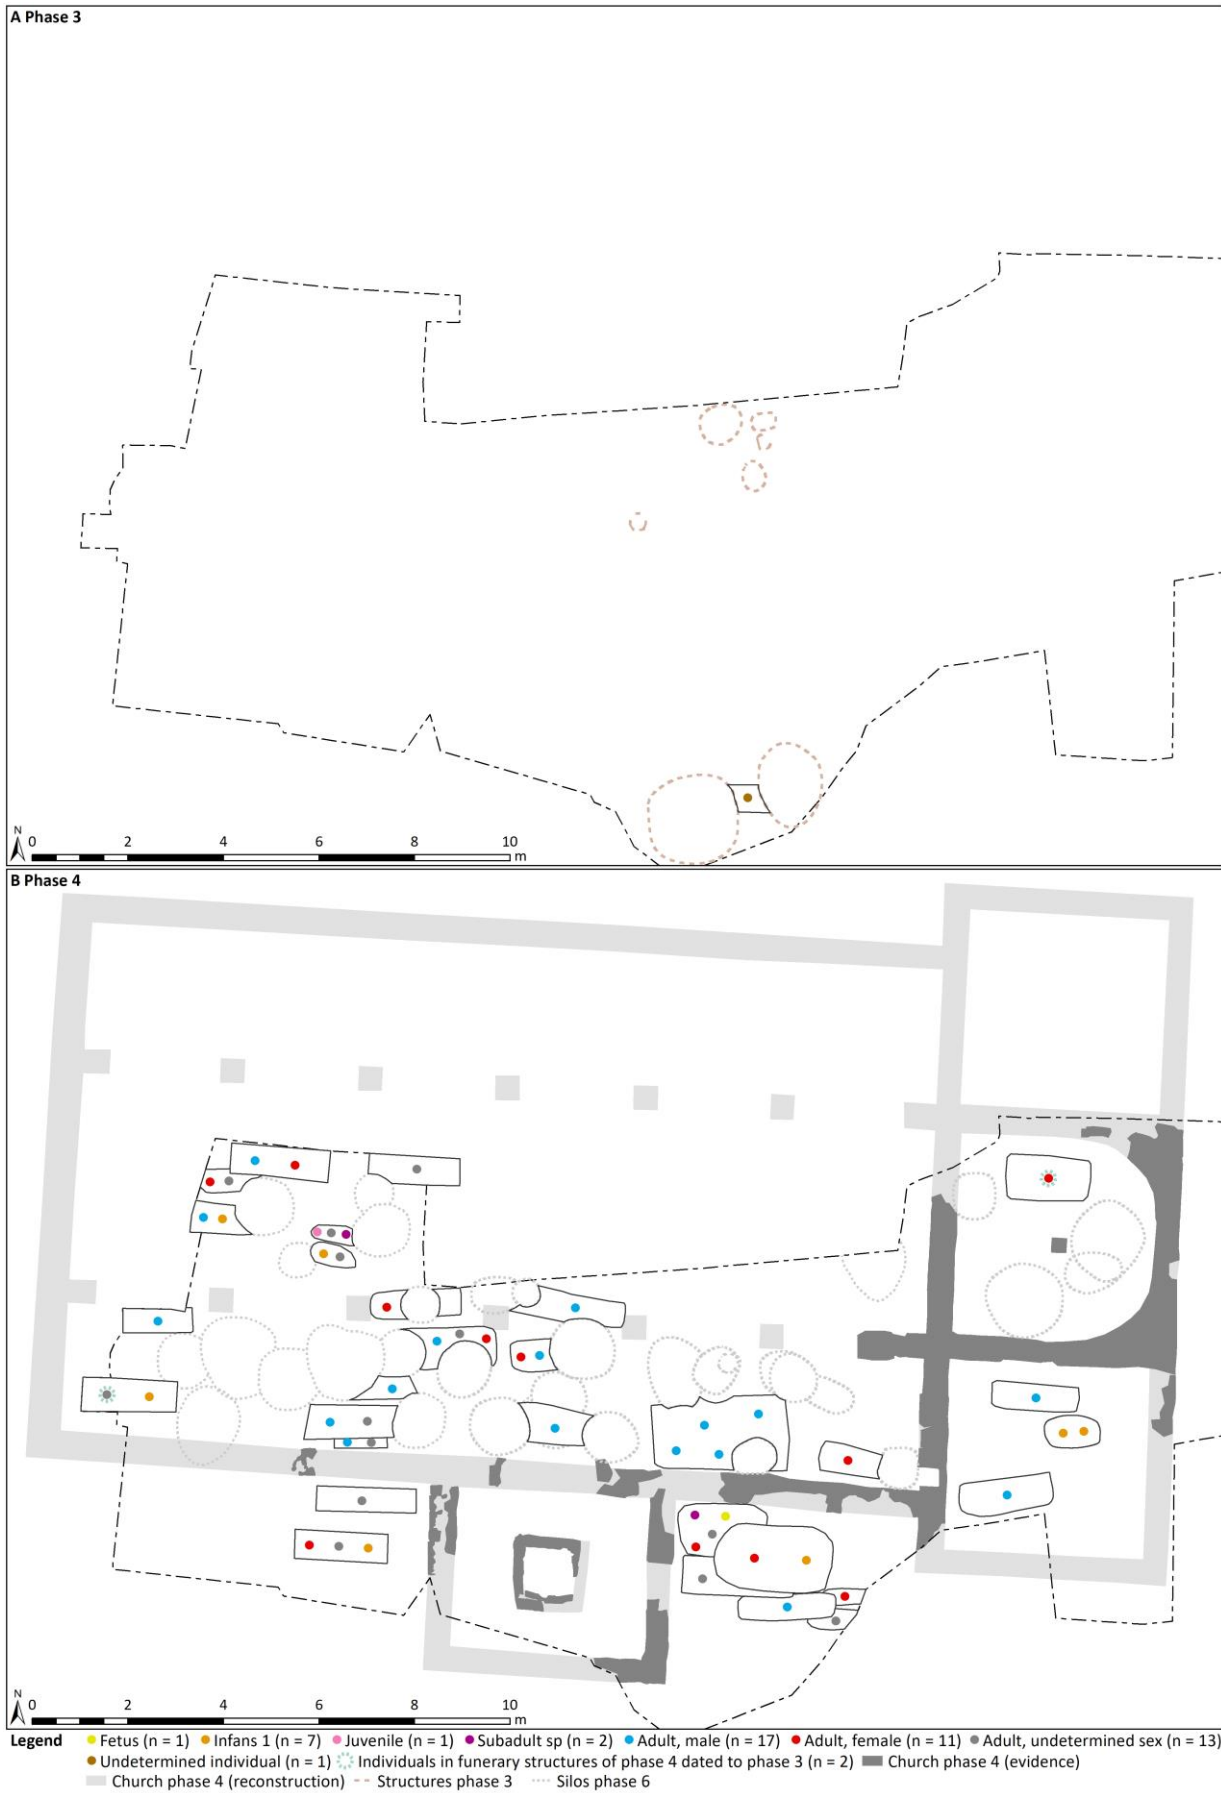 A Phase 3
N
0 2 4 6 8 10
m
B Phase 4
N
0 2 4 6 8 10
m
Legend Fetus (n = 1) Infans 1 (n = 7) Juvenile (n = 1) Subadult sp (n = 2) Adult, male (n = 17) Adult, female (n = 11) Adult, undetermined sex (n = 13)
Undetermined individual (n = 1) Individuals in funerary structures of phase 4 dated to phase 3 (n = 2) Church phase 4 (evidence)
Church phase 4 (reconstruction) Structures phase 3 Silos phase 6